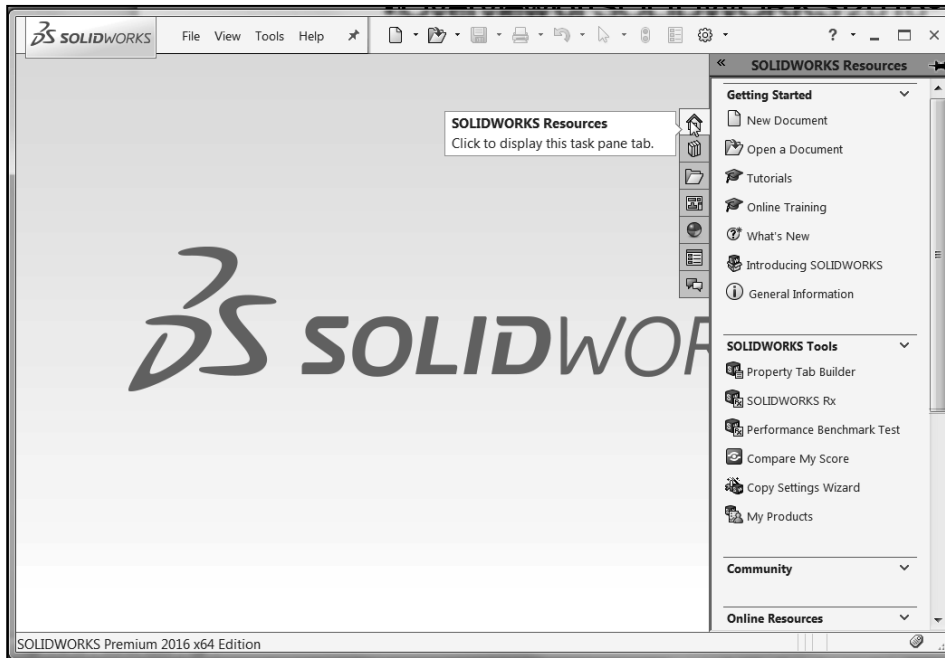 SOLIDWORKS File View Tools Help ?
SOLIDWORKS Resources
Getting Started
New Document
Open a Document
Tutorials
Online Training
What's New
Introducing SOLIDWORKS
General Information
SOLIDWORKS Tools
Property Tab Builder
SOLIDWORKS Rx
Performance Benchmark Test
Compare My Score
Copy Settings Wizard
My Products
Community
Online Resources
SOLIDWORKS Resources
Click to display this task pane tab.
SOLIDWOR
SOLIDWORKS Premium 2016 x64 Edition